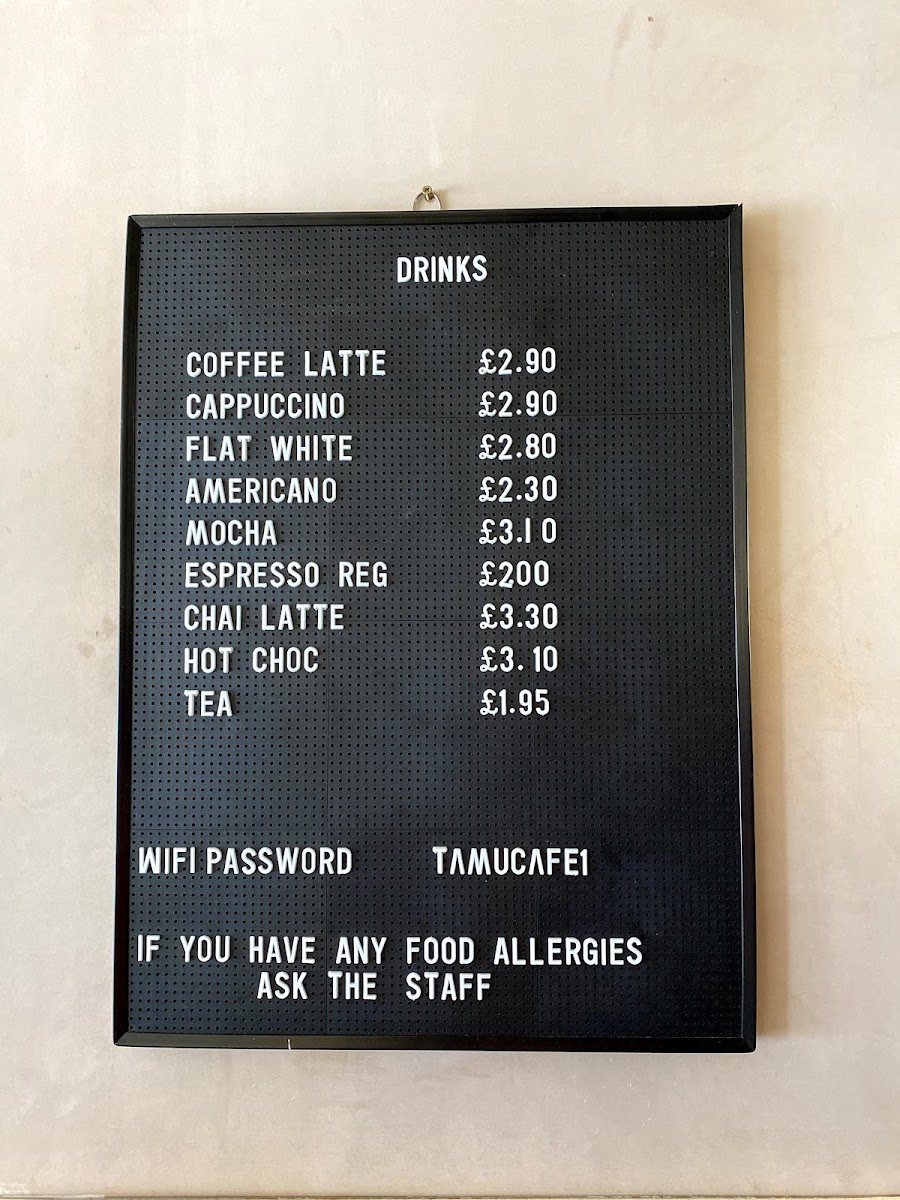 DRINKS
COFFEE LATTE £2.90
CAPPUCCINO £2.90
FLAT WHITE £2.80
AMERICANO £2.30
MOCHA £3.10
ESPRESSO REG £200
CHAI LATTE £3.30
HOT CHOC £3.10
TEA £1.95
WIFI PASSWORD TAMUCAFE1
IF YOU HAVE ANY FOOD ALLERGIES
ASK THE STAFF